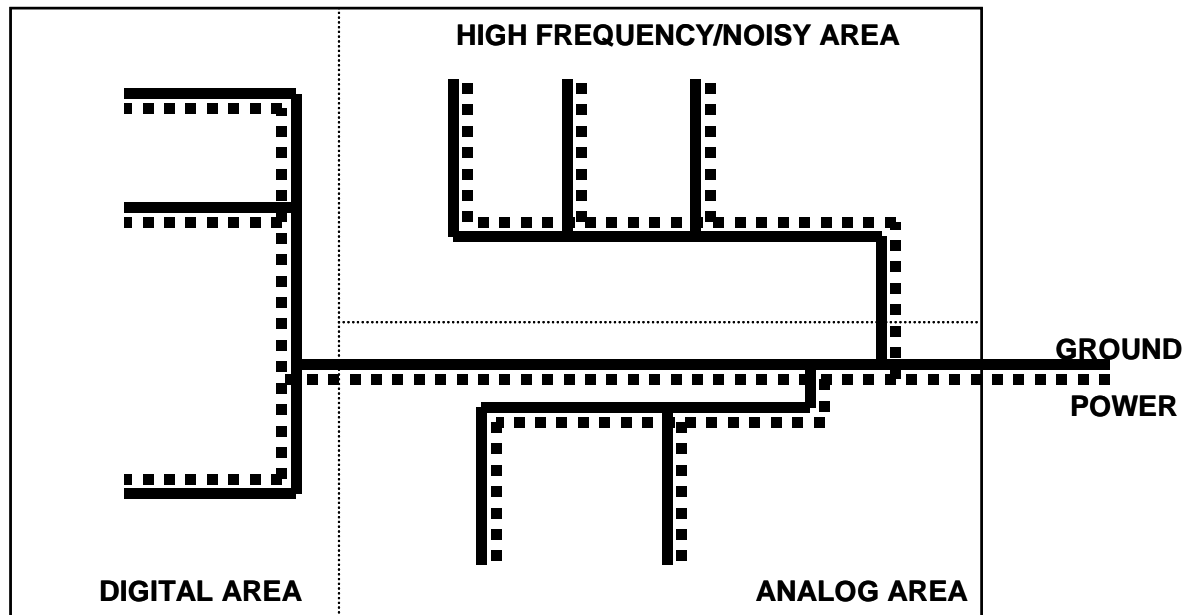 HIGH FREQUENCY/NOISY AREA
GROUND
POWER
DIGITAL AREA
ANALOG AREA